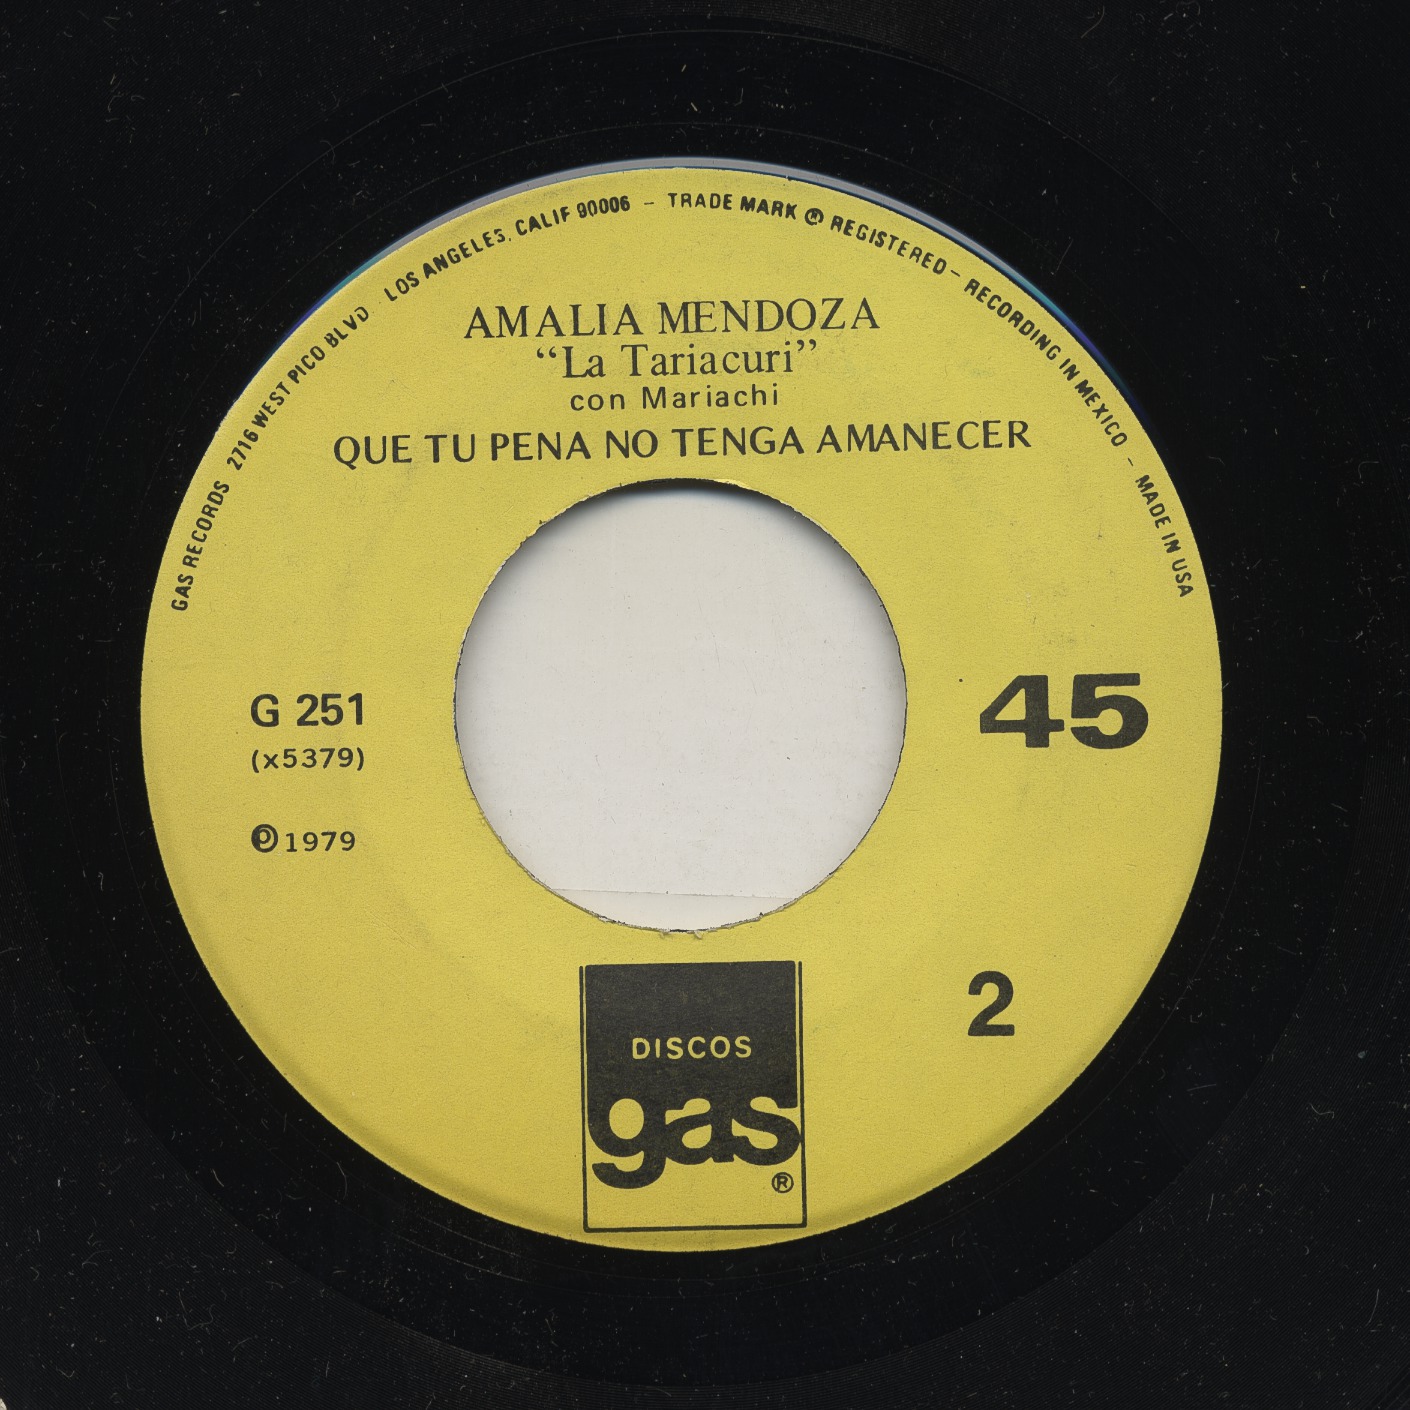 GAS RECORDS 2716 WEST PICO BLVD · LOS ANGELES, CALIF 90006 – TRADE MARK ® REGISTERED – RECORDING IN MEXICO – MADE IN USA
AMALIA MENDOZA
“La Tariacuri”
con Mariachi
QUE TU PENA NO TENGA AMANECER
G 251
(x5379)
℗ 1979
45
2
DISCOS
gas
®